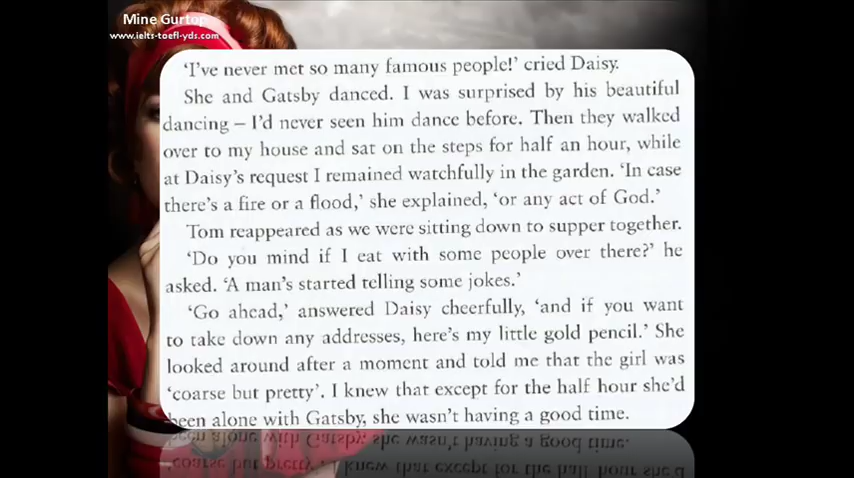 Mine Gurtop
www.ielts-toefl-yds.com
‘I’ve never met so many famous people!’ cried Daisy.
She and Gatsby danced. I was surprised by his beautiful
dancing – I’d never seen him dance before. Then they walked
over to my house and sat on the steps for half an hour, while
at Daisy’s request I remained watchfully in the garden. ‘In case
there’s a fire or a flood,’ she explained, ‘or any act of God.’
Tom reappeared as we were sitting down to supper together.
‘Do you mind if I eat with some people over there?’ he
asked. ‘A man’s started telling some jokes.’
‘Go ahead,’ answered Daisy cheerfully, ‘and if you want
to take down any addresses, here’s my little gold pencil.’ She
looked around after a moment and told me that the girl was
‘coarse but pretty’. I knew that except for the half hour she’d
been alone with Gatsby, she wasn’t having a good time.